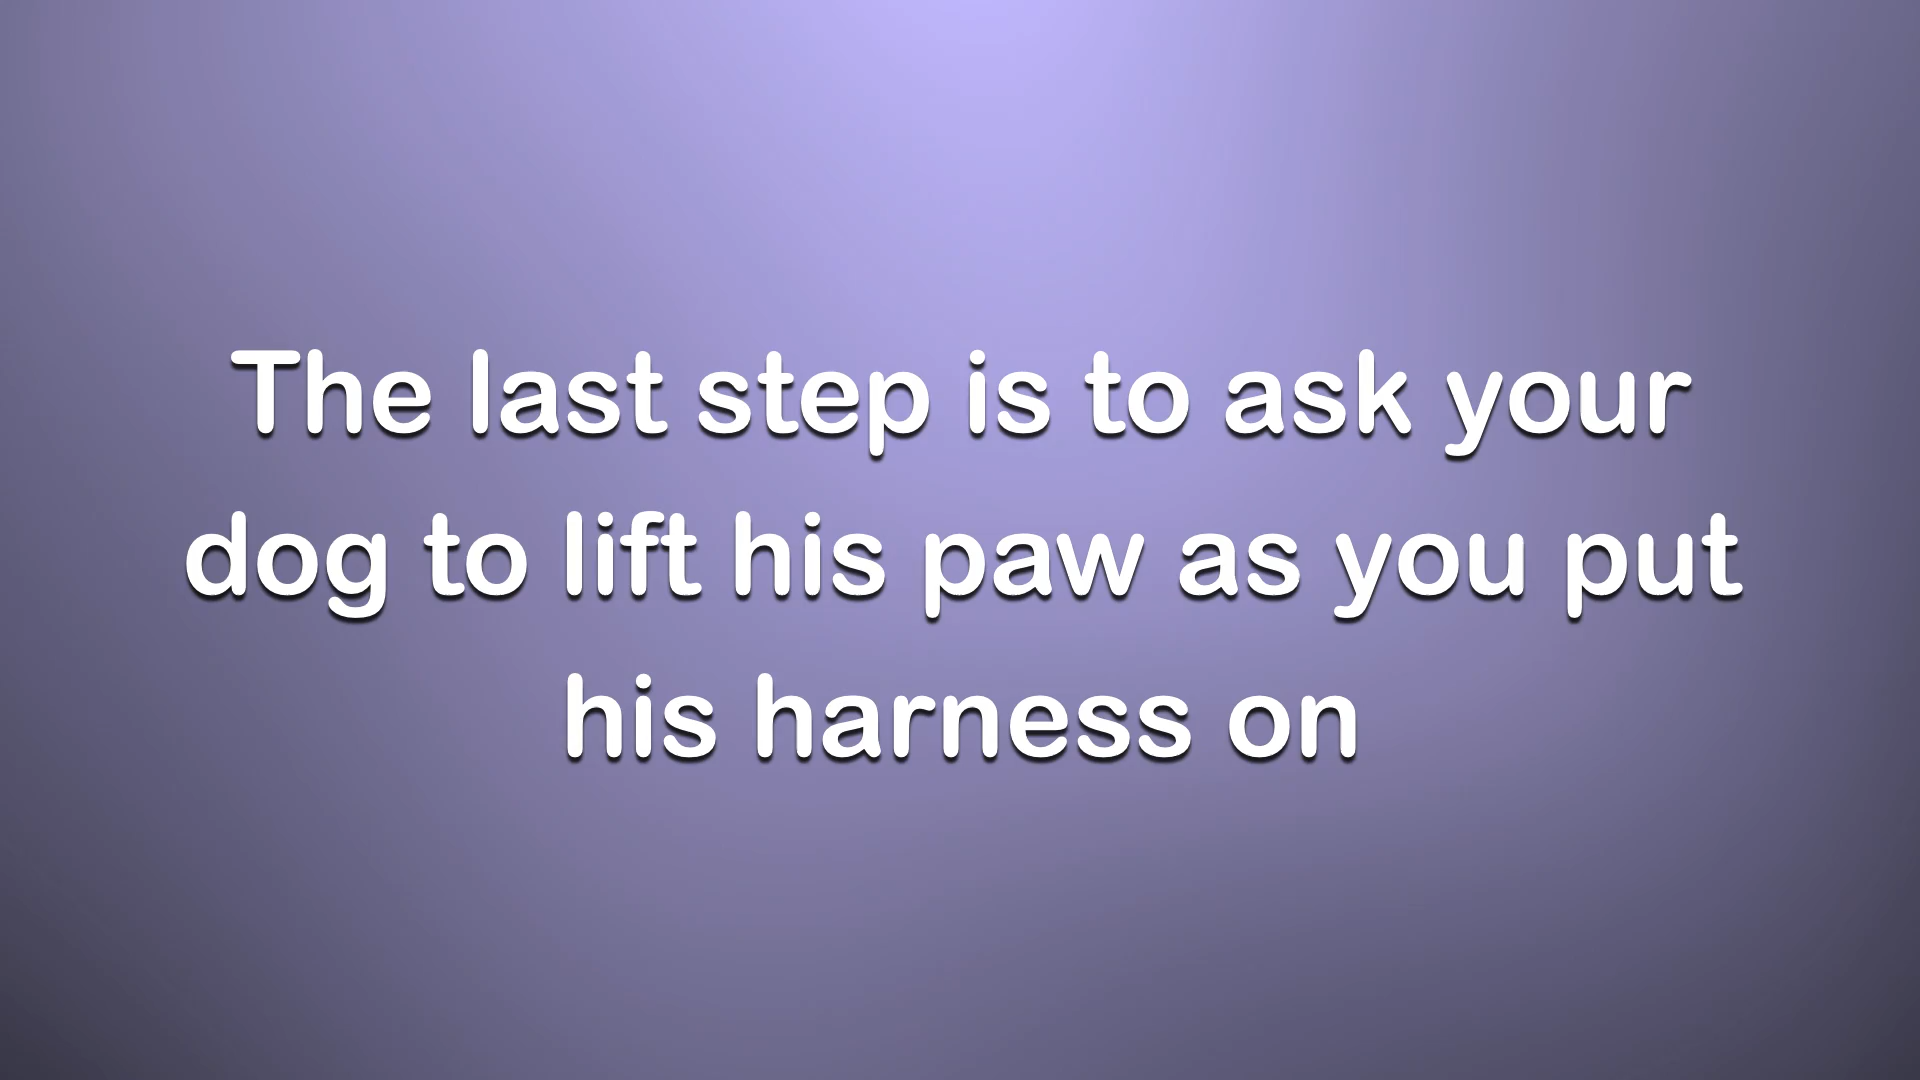 The last step is to ask your
dog to lift his paw as you put
his harness on